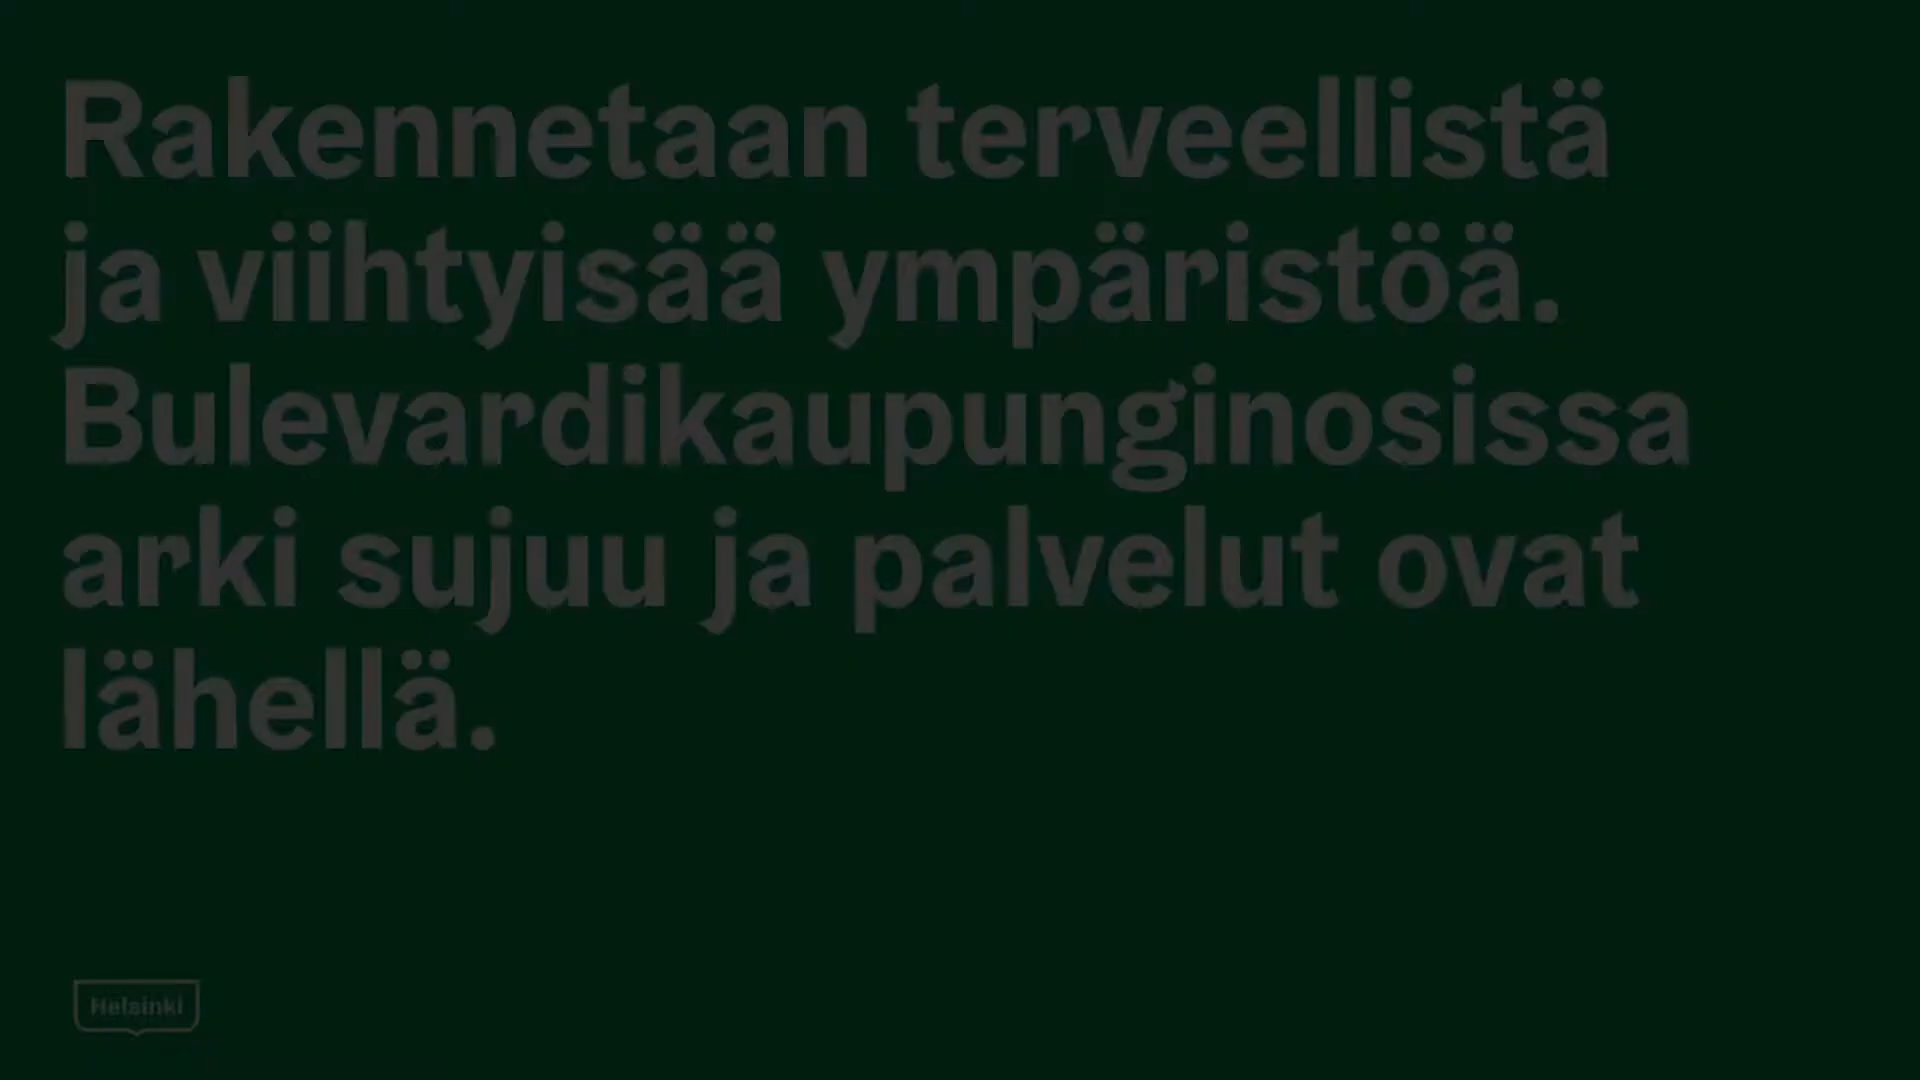 Rakennetaan terveellistä
ja viihtyisää ympäristöä.
Bulevardikaupunginosissa
arki sujuu ja palvelut ovat
lähellä.
Helsinki